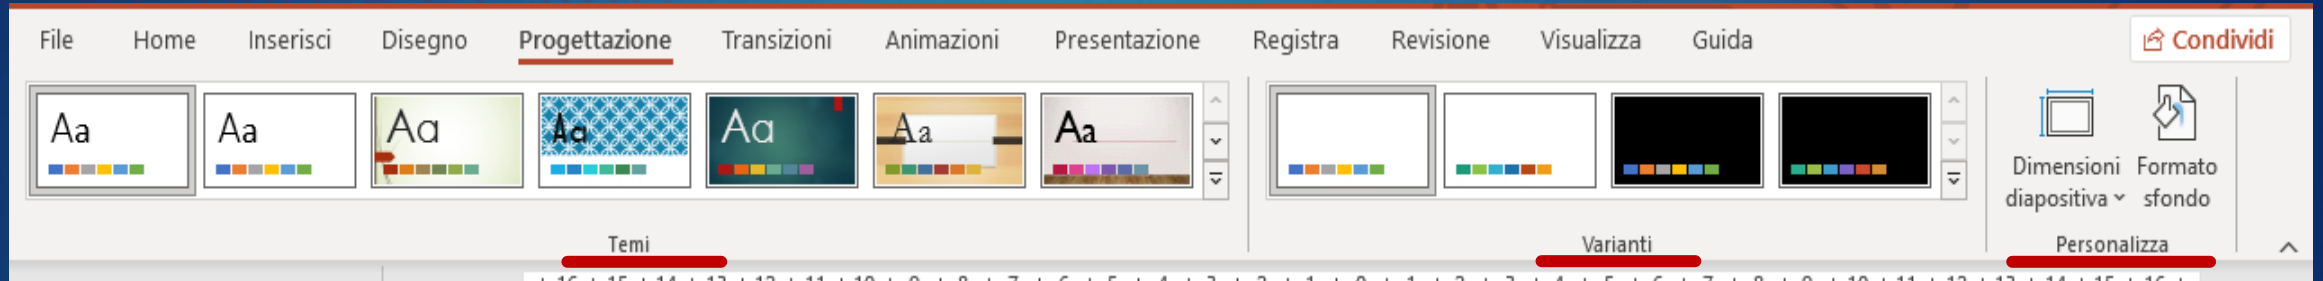 File Home Inserisci Disegno Progettazione Transizioni Animazioni Presentazione Registra Revisione Visualizza Guida Condividi
Aa Aa Aa Aa Aa Aa Aa
Dimensioni diapositiva
Formato sfondo
Temi Varianti Personalizza